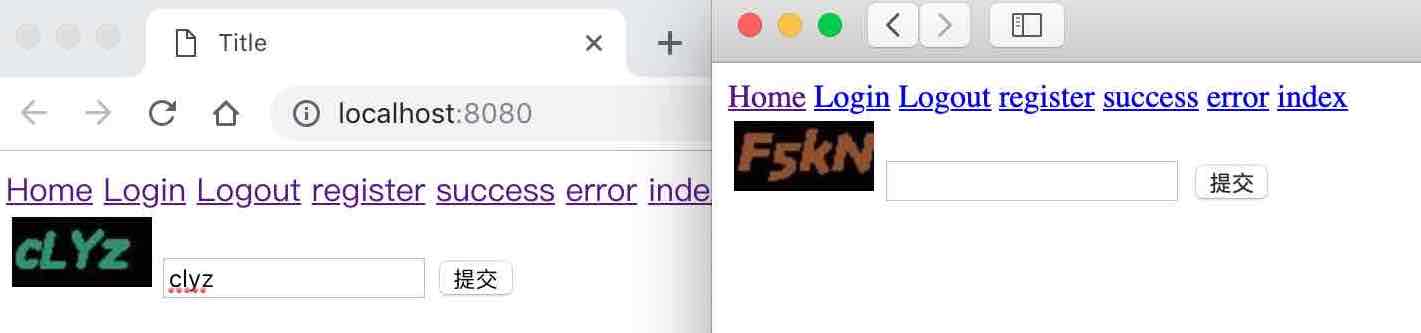 Title
localhost:8080
Home Login Logout register success error inde
cLYz
clyz 提交
Home Login Logout register success error index
F5kN
提交